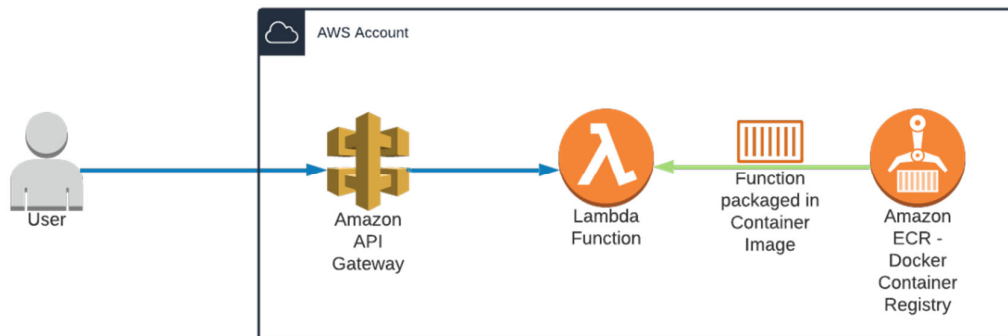 AWS Account
User
Amazon
API
Gateway
Lambda
Function
Function
packaged in
Container
Image
Amazon
ECR -
Docker
Container
Registry